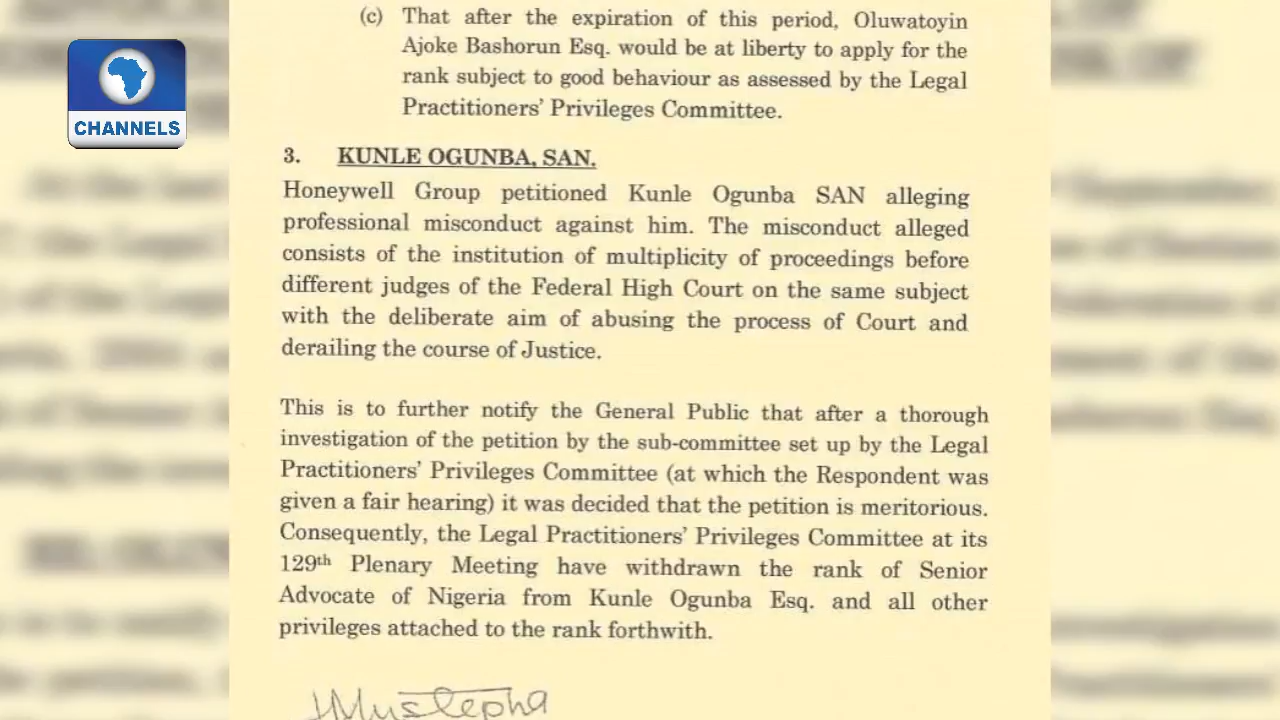 (c) That after the expiration of this period, Oluwatoyin
Ajoke Bashorun Esq. would be at liberty to apply for the
rank subject to good behaviour as assessed by the Legal
Practitioners' Privileges Committee.
CHANNELS
3. KUNLE OGUNBA, SAN.
Honeywell Group petitioned Kunle Ogunba SAN alleging
professional misconduct against him. The misconduct alleged
consists of the institution of multiplicity of proceedings before
different judges of the Federal High Court on the same subject
with the deliberate aim of abusing the process of Court and
derailing the course of Justice.
This is to further notify the General Public that after a thorough
investigation of the petition by the sub-committee set up by the Legal
Practitioners' Privileges Committee (at which the Respondent was
given a fair hearing) it was decided that the petition is meritorious.
Consequently, the Legal Practitioners' Privileges Committee at its
129th Plenary Meeting have withdrawn the rank of Senior
Advocate of Nigeria from Kunle Ogunba Esq. and all other
privileges attached to the rank forthwith.